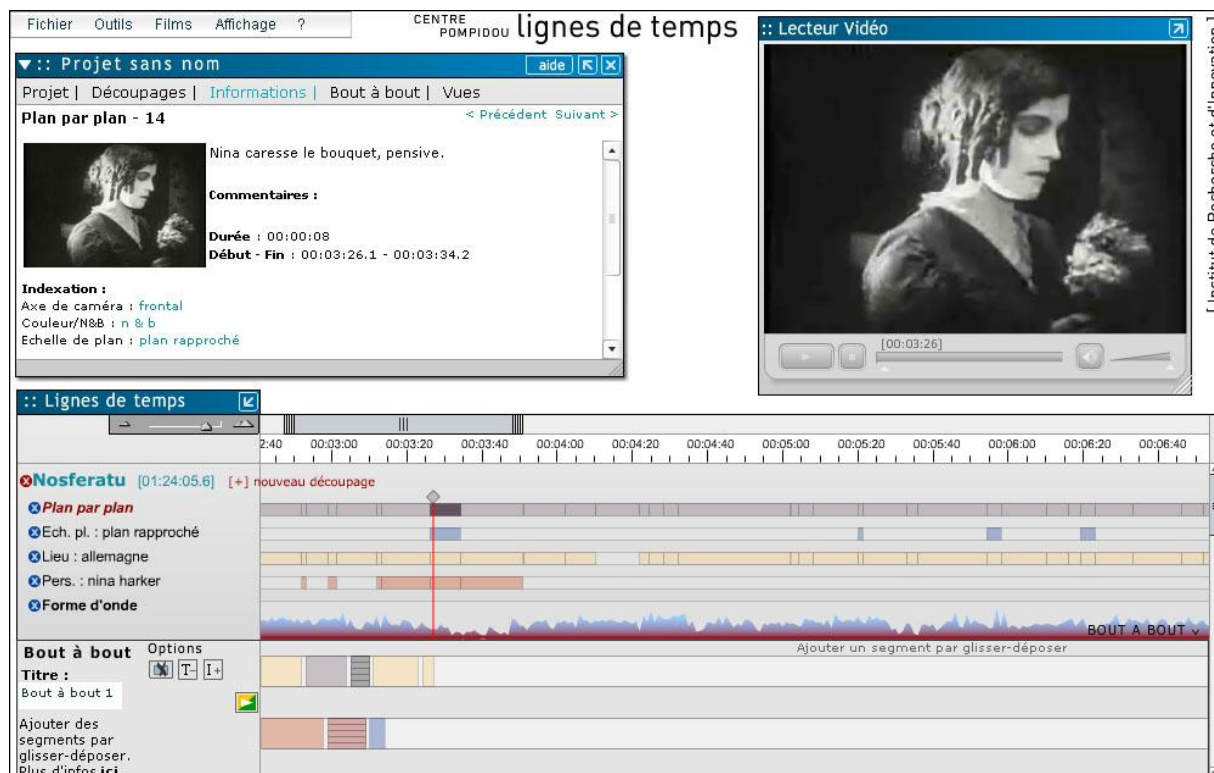 Fichier Outils Films Affichage ?
CENTRE
POMPIDOU lignes de temps
:: Lecteur Vidéo
[ Institut de Recherche et d'Innovation ]
:: Projet sans nom aide
Projet | Découpages | Informations | Bout à bout | Vues
Plan par plan - 14 < Précédent Suivant >
Nina caresse le bouquet, pensive.
Commentaires :
Durée : 00:00:08
Début - Fin : 00:03:26.1 - 00:03:34.2
Indexation :
Axe de caméra : frontal
Couleur/N&B : n & b
Echelle de plan : plan rapproché
[00:03:26]
:: Lignes de temps
2:40 00:03:00 00:03:20 00:03:40 00:04:00 00:04:20 00:04:40 00:05:00 00:05:20 00:05:40 00:06:00 00:06:20 00:06:40
Nosferatu [01:24:05.6] [+] nouveau découpage
Plan par plan
Ech. pl. : plan rapproché
Lieu : allemagne
Pers. : nina harker
Forme d'onde
BOUT A BOUT
Bout à bout Options
Ajouter un segment par glisser-déposer
Titre : T- I+
Bout à bout 1
Ajouter des
segments par
glisser-déposer.
Plus d'infos ici